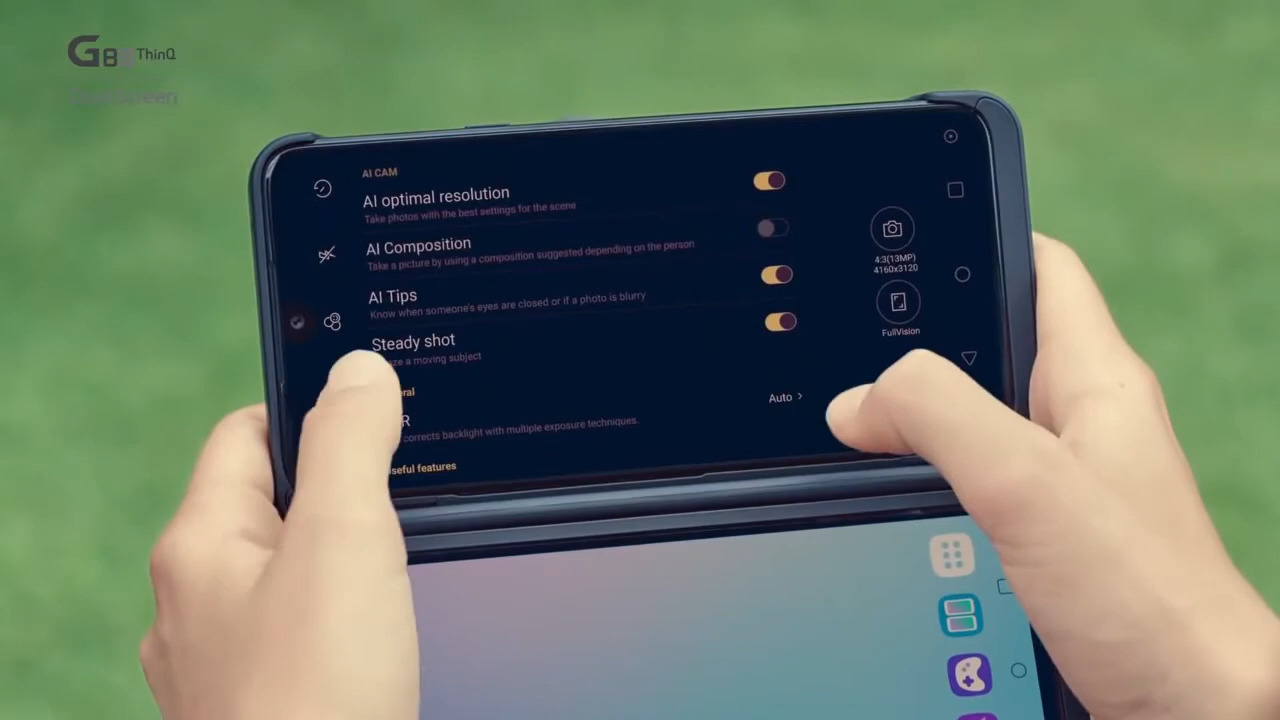 ThinQ
AI CAM
AI optimal resolution
Take photos with the best settings for the scene
AI Composition
Take a picture by using a composition suggested depending on the person
AI Tips
Know when someone's eyes are closed or if a photo is blurry
Steady shot
a moving subject
Auto >
corrects backlight with multiple exposure techniques.
features
4:3(13MP)
4160x3120
FullVision